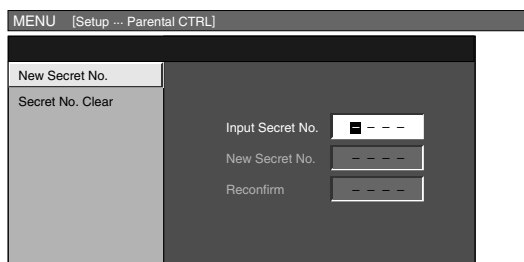 MENU [Setup ··· Parental CTRL]
New Secret No.
Secret No. Clear
Input Secret No. – – – –
New Secret No. – – – –
Reconfirm – – – –